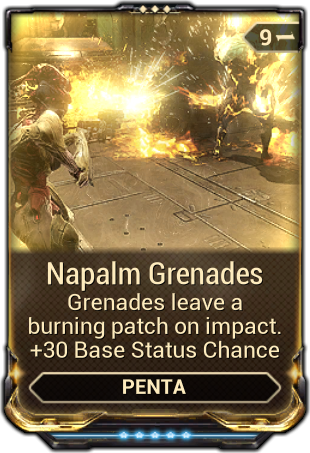 9
Napalm Grenades
Grenades leave a
burning patch on impact.
+30 Base Status Chance
PENTA